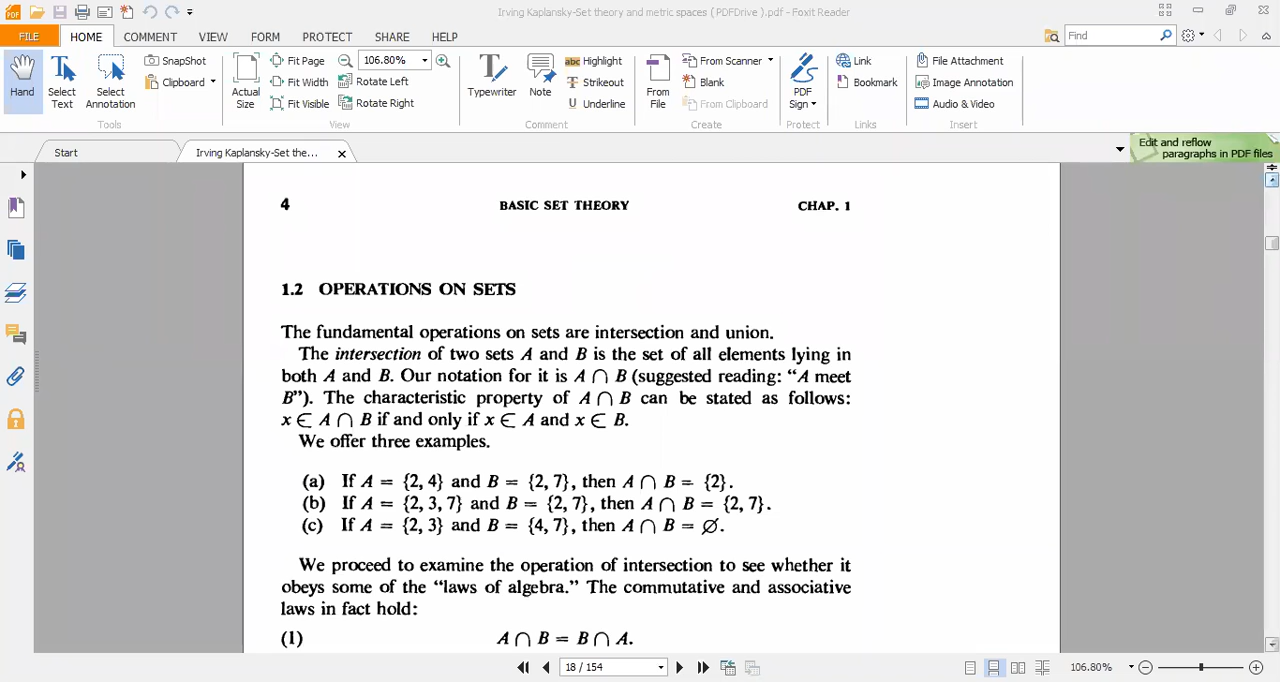 Irving Kaplansky-Set theory and metric spaces ( PDFDrive ).pdf - Foxit Reader
FILE HOME COMMENT VIEW FORM PROTECT SHARE HELP Find
Hand
Select Text
Select Annotation
SnapShot
Clipboard
Tools
Actual Size
Fit Page
Fit Width
Fit Visible
106.80%
Rotate Left
Rotate Right
View
Typewriter
Note
abc Highlight
Strikeout
U Underline
Comment
From File
From Scanner
Blank
From Clipboard
Create
PDF Sign
Protect
Link
Bookmark
Links
File Attachment
Image Annotation
Audio & Video
Insert
Start
Irving Kaplansky-Set the...
Edit and reflow
paragraphs in PDF files
4 BASIC SET THEORY CHAP. 1
1.2 OPERATIONS ON SETS
The fundamental operations on sets are intersection and union.
The intersection of two sets A and B is the set of all elements lying in
both A and B. Our notation for it is A ∩ B (suggested reading: “A meet
B”). The characteristic property of A ∩ B can be stated as follows:
x ∈ A ∩ B if and only if x ∈ A and x ∈ B.
We offer three examples.
(a) If A = {2, 4} and B = {2, 7}, then A ∩ B = {2}.
(b) If A = {2, 3, 7} and B = {2, 7}, then A ∩ B = {2, 7}.
(c) If A = {2, 3} and B = {4, 7}, then A ∩ B = ∅.
We proceed to examine the operation of intersection to see whether it
obeys some of the “laws of algebra.” The commutative and associative
laws in fact hold:
(1) A ∩ B = B ∩ A.
18 / 154
106.80%